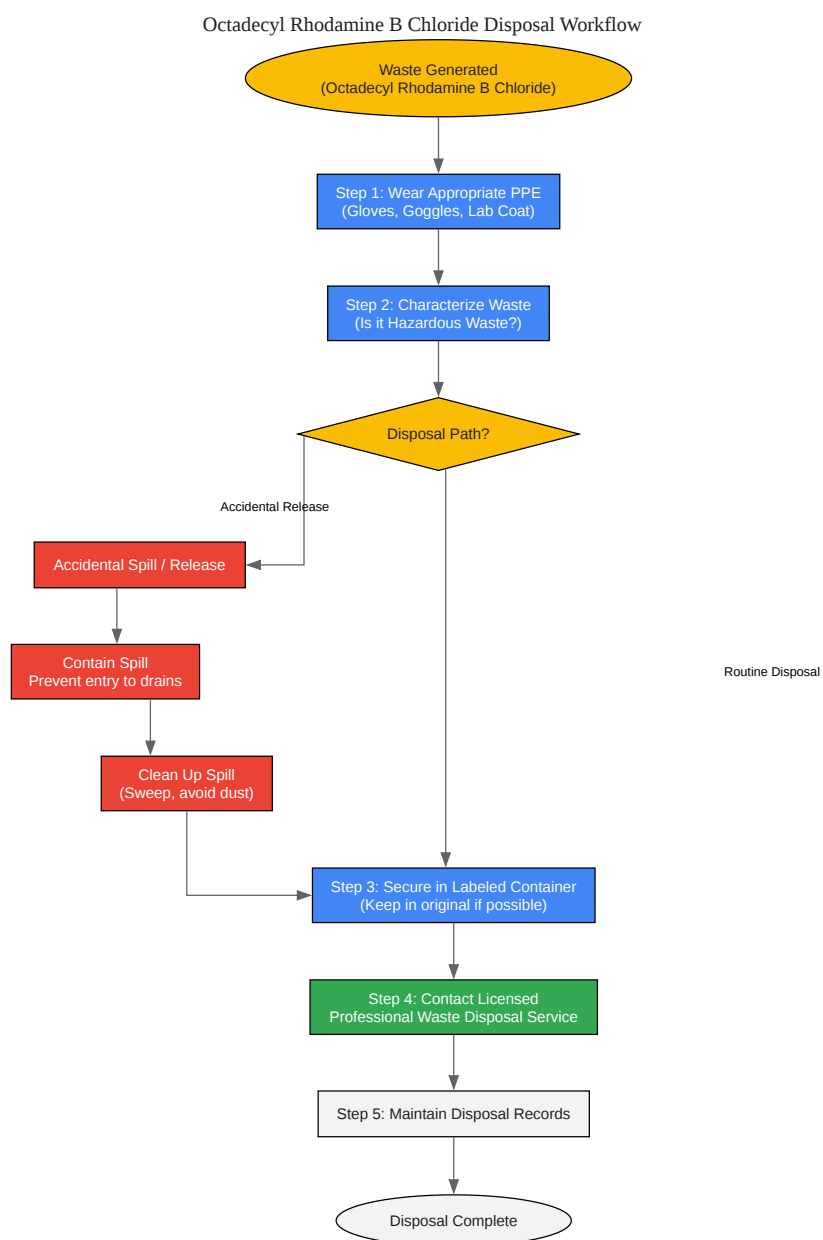 Octadecyl Rhodamine B Chloride Disposal Workflow
Waste Generated
(Octadecyl Rhodamine B Chloride)
Step 1: Wear Appropriate PPE
(Gloves, Goggles, Lab Coat)
Step 2: Characterize Waste
(Is it Hazardous Waste?)
Disposal Path?
Accidental Release
Accidental Spill / Release
Contain Spill
Prevent entry to drains
Routine Disposal
Clean Up Spill
(Sweep, avoid dust)
Step 3: Secure in Labeled Container
(Keep in original if possible)
Step 4: Contact Licensed
Professional Waste Disposal Service
Step 5: Maintain Disposal Records
Disposal Complete